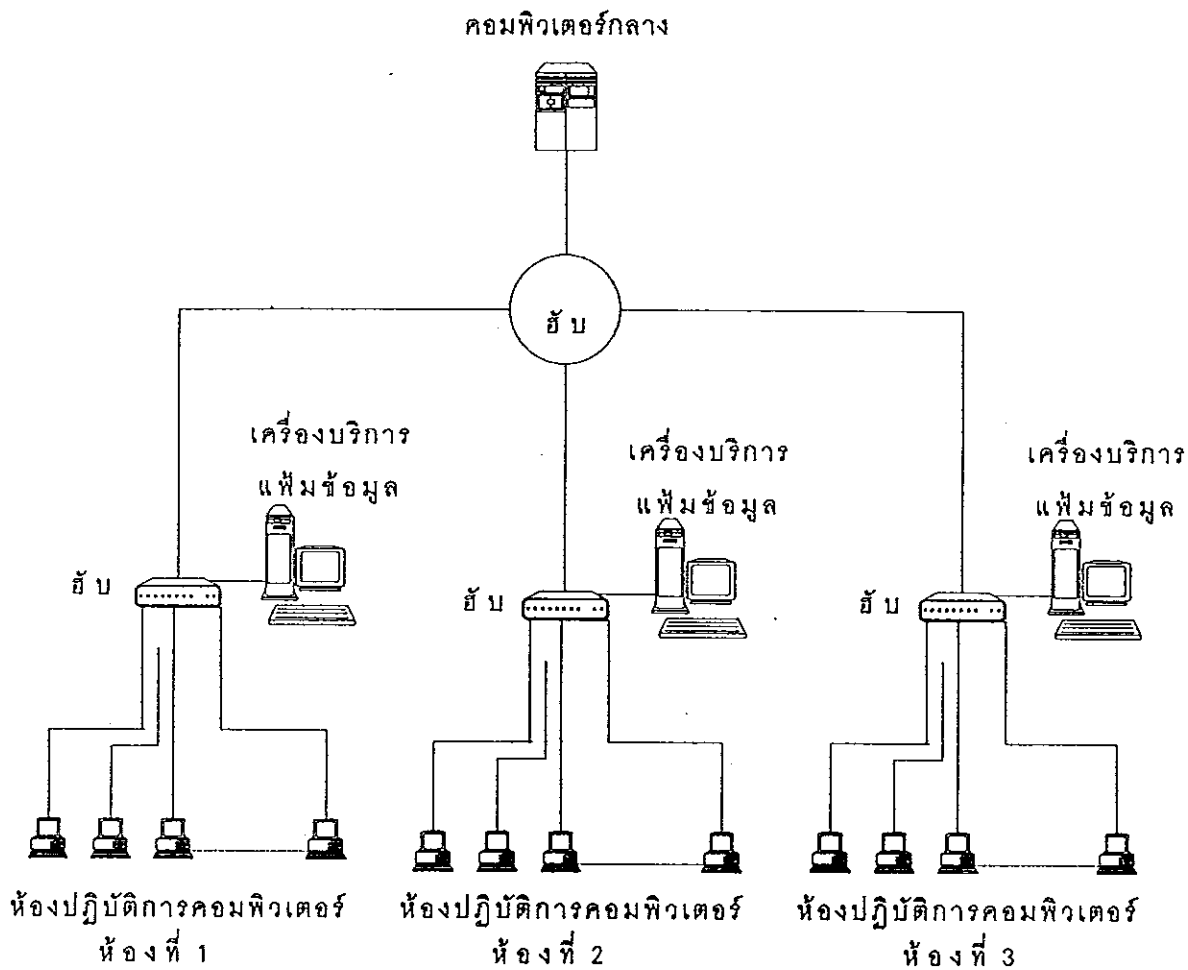 คอมพิวเตอร์กลาง
ฮับ
เครื่องบริการ
แฟ้มข้อมูล
เครื่องบริการ
แฟ้มข้อมูล
เครื่องบริการ
แฟ้มข้อมูล
ฮับ
ฮับ
ฮับ
ห้องปฏิบัติการคอมพิวเตอร์
ห้องที่ 1
ห้องปฏิบัติการคอมพิวเตอร์
ห้องที่ 2
ห้องปฏิบัติการคอมพิวเตอร์
ห้องที่ 3